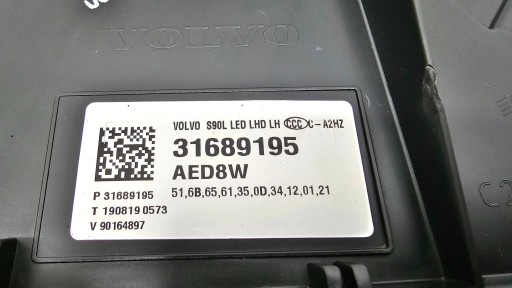 VOLVO
VOLVO S90L LED LHD LH CCC C-A2HZ
31689195
AED8W
P 31689195
51,6B,65,61,35,0D,34,12,01,21
T 190819 0573
V 90164897